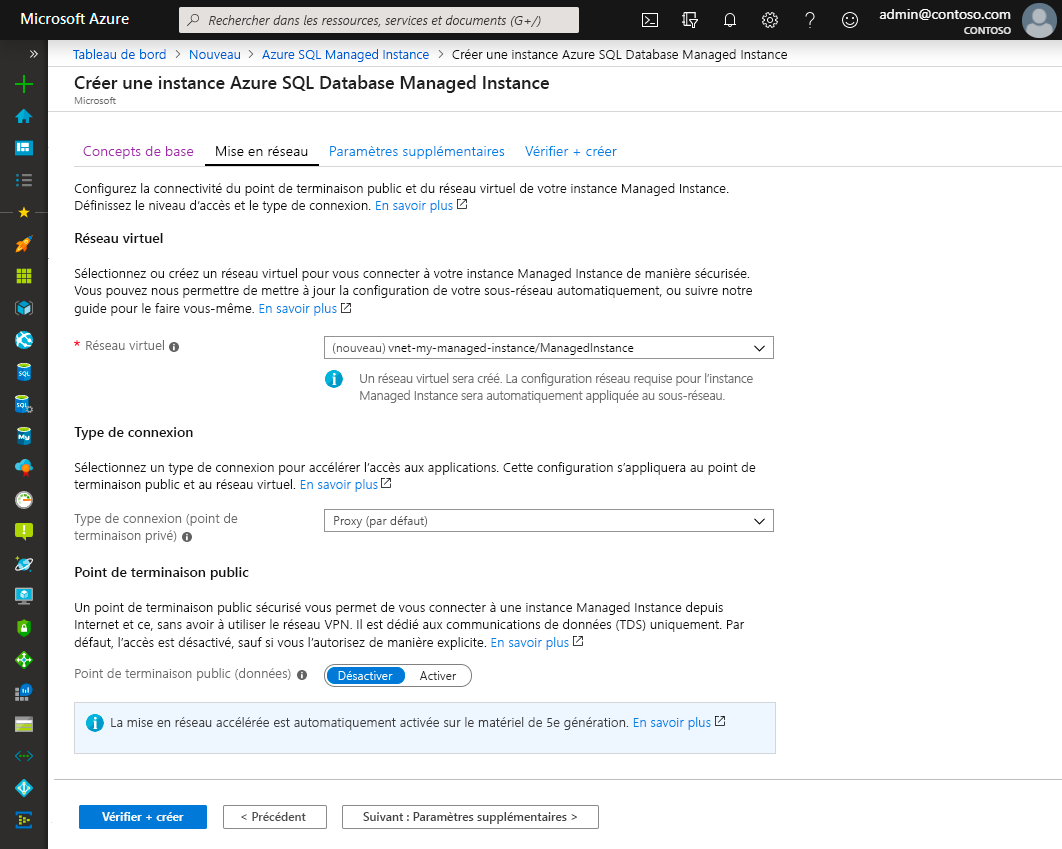 Microsoft Azure
Rechercher dans les ressources, services et documents (G+/)
admin@contoso.com
CONTOSO
Tableau de bord > Nouveau > Azure SQL Managed Instance > Créer une instance Azure SQL Database Managed Instance
Créer une instance Azure SQL Database Managed Instance
Microsoft
Concepts de base Mise en réseau Paramètres supplémentaires Vérifier + créer
Configurez la connectivité du point de terminaison public et du réseau virtuel de votre instance Managed Instance.
Définissez le niveau d'accès et le type de connexion. En savoir plus
Réseau virtuel
Sélectionnez ou créez un réseau virtuel pour vous connecter à votre instance Managed Instance de manière sécurisée.
Vous pouvez nous permettre de mettre à jour la configuration de votre sous-réseau automatiquement, ou suivre notre
guide pour le faire vous-même. En savoir plus
* Réseau virtuel
(nouveau) vnet-my-managed-instance/ManagedInstance
Un réseau virtuel sera créé. La configuration réseau requise pour l'instance
Managed Instance sera automatiquement appliquée au sous-réseau.
Type de connexion
Sélectionnez un type de connexion pour accélérer l'accès aux applications. Cette configuration s'appliquera au point de
terminaison public et au réseau virtuel. En savoir plus
Type de connexion (point de
terminaison privé)
Proxy (par défaut)
Point de terminaison public
Un point de terminaison public sécurisé vous permet de vous connecter à une instance Managed Instance depuis
Internet et ce, sans avoir à utiliser le réseau VPN. Il est dédié aux communications de données (TDS) uniquement. Par
défaut, l'accès est désactivé, sauf si vous l'autorisez de manière explicite. En savoir plus
Point de terminaison public (données)
Désactiver Activer
La mise en réseau accélérée est automatiquement activée sur le matériel de 5e génération. En savoir plus
Vérifier + créer
< Précédent
Suivant : Paramètres supplémentaires >
SQL
SQL
My